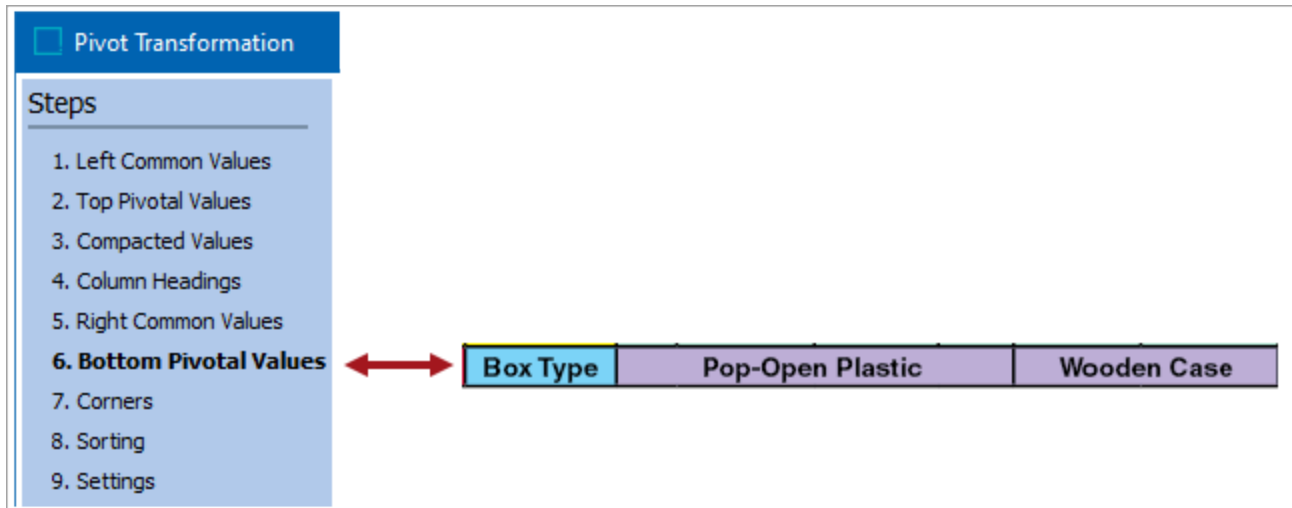 Pivot Transformation
Steps
1. Left Common Values
2. Top Pivotal Values
3. Compacted Values
4. Column Headings
5. Right Common Values
6. Bottom Pivotal Values
Box Type Pop-Open Plastic Wooden Case
7. Corners
8. Sorting
9. Settings